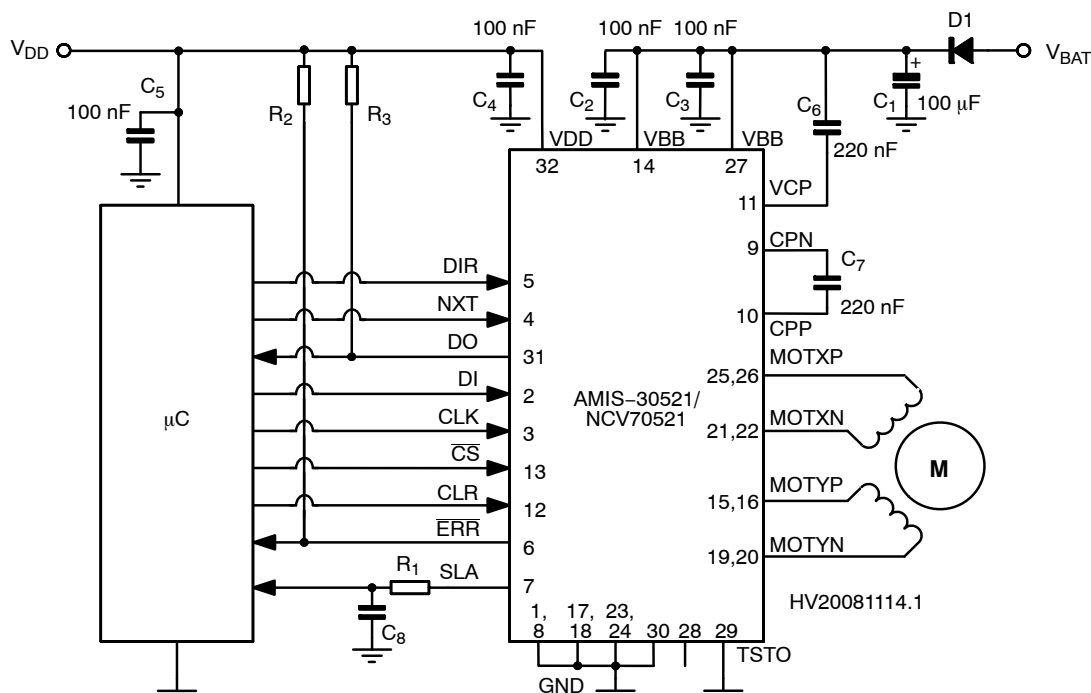 100 nF 100 nF 100 nF D1
V_DD V_BAT
C5 100 nF R2 R3 C4 C2 C3 C6 C1 100 µF
+
VDD VBB VBB 220 nF
32 14 27
VCP
11
CPN
9
C7
220 nF
10
CPP
DIR 5
NXT 4
DO 31
DI 2
CLK 3
C̅S̅ 13
CLR 12
E̅R̅R̅ 6
R1 SLA 7
C8
µC
AMIS–30521/
NCV70521
MOTXP
25,26
MOTXN
21,22
MOTYP
15,16
MOTYN
19,20
M
HV20081114.1
1, 17, 23,
8 18 24 30 28 29
TSTO
GND